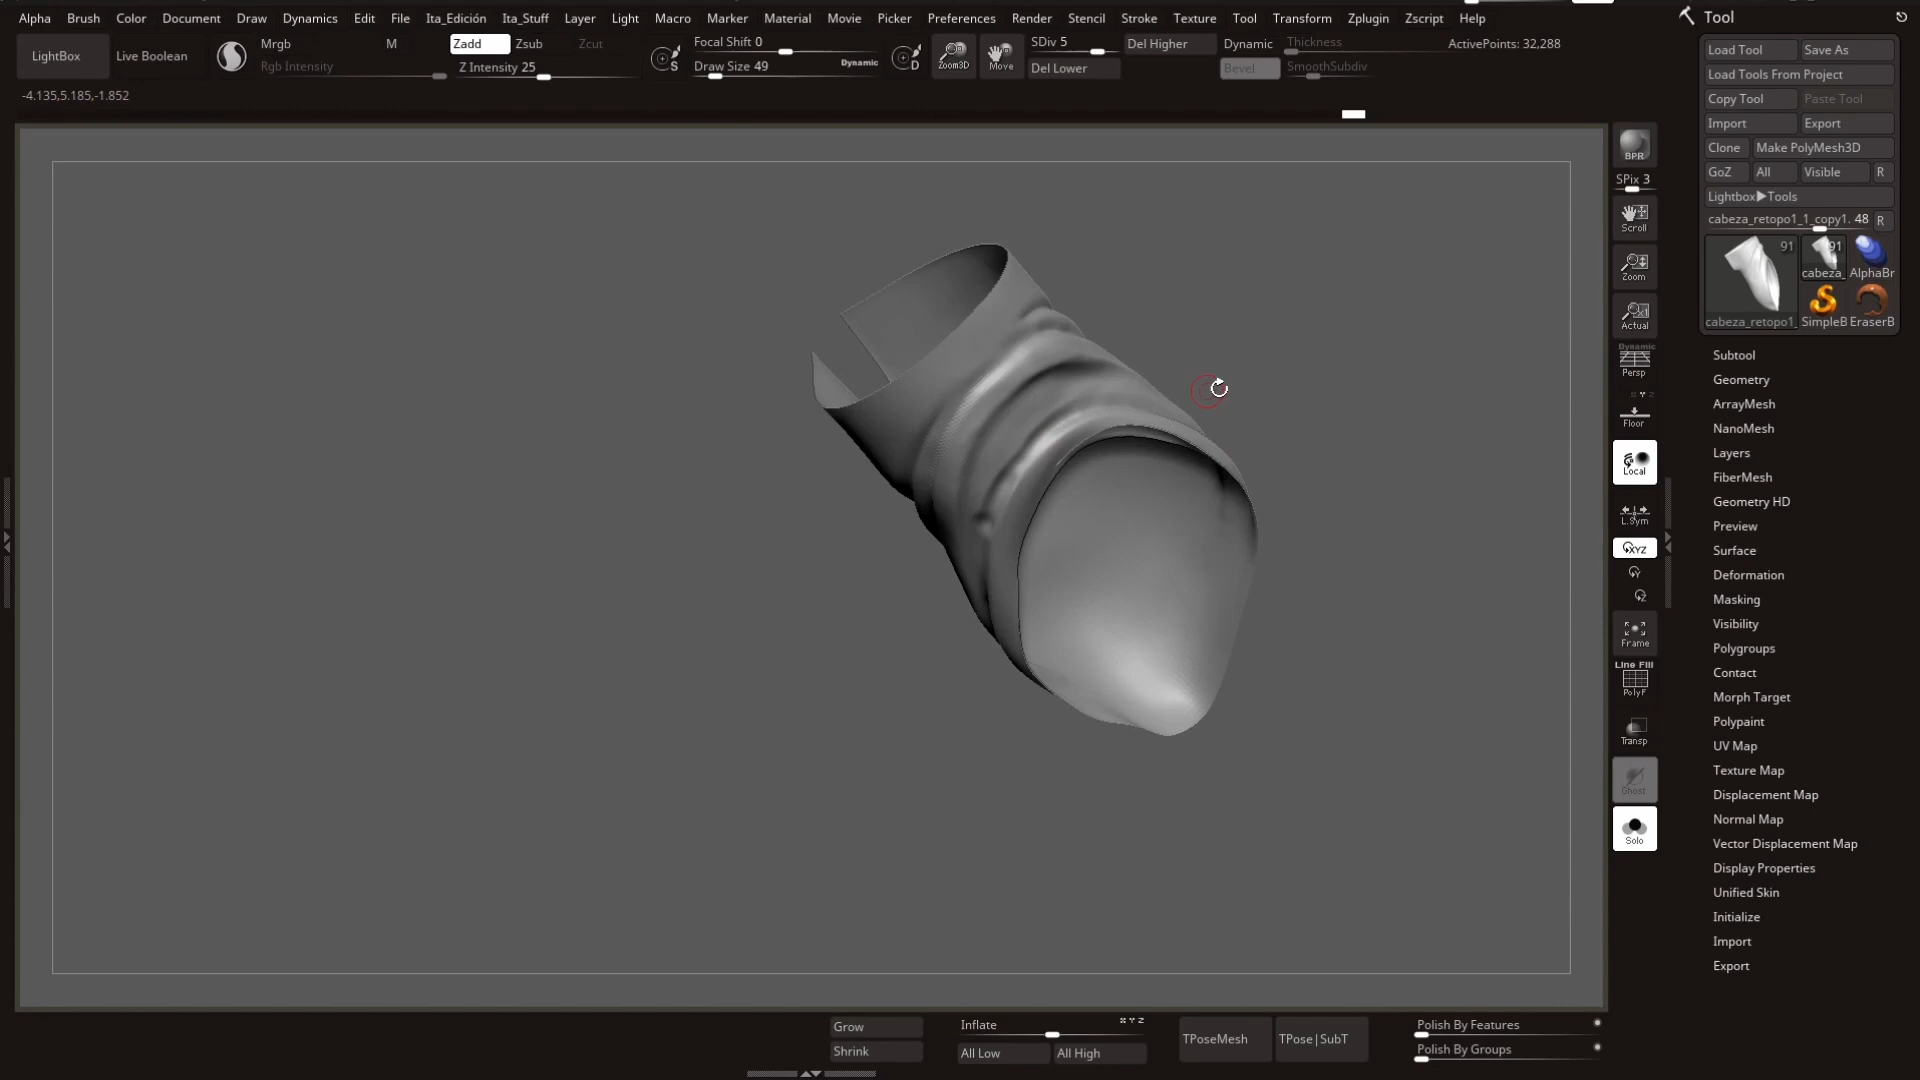 Alpha Brush Color Document Draw Dynamics Edit File Ita_Edición Ita_Stuff Layer Light Macro Marker Material Movie Picker Preferences Render Stencil Stroke Texture Tool Transform Zplugin Zscript Help
Tool
LightBox
Live Boolean
Mrgb M
Rgb Intensity
Zadd Zsub Zcut
Z Intensity 25
S
Focal Shift 0
Draw Size 49 Dynamic
D
Zoom3D
Move
SDiv 5
Del Lower
Del Higher
Dynamic
Bevel
Thickness
SmoothSubdiv
ActivePoints: 32,288
-4.135,5.185,-1.852
BPR
SPix 3
Scroll
Zoom
Actual
Dynamic
Persp
Floor
Local
L.Sym
XYZ
Y
Z
Frame
Line Fill
PolyF
Transp
Ghost
Solo
Load Tool Save As
Load Tools From Project
Copy Tool Paste Tool
Import Export
Clone Make PolyMesh3D
GoZ All Visible R
Lightbox▶Tools
cabeza_retopo1_1_copy1. 48 R
91
91
cabeza_ AlphaBr
cabeza_retopo1_ SimpleB EraserB
Subtool
Geometry
ArrayMesh
NanoMesh
Layers
FiberMesh
Geometry HD
Preview
Surface
Deformation
Masking
Visibility
Polygroups
Contact
Morph Target
Polypaint
UV Map
Texture Map
Displacement Map
Normal Map
Vector Displacement Map
Display Properties
Unified Skin
Initialize
Import
Export
Grow
Shrink
Inflate X Y Z
All Low All High
TPoseMesh
TPose|SubT
Polish By Features
Polish By Groups